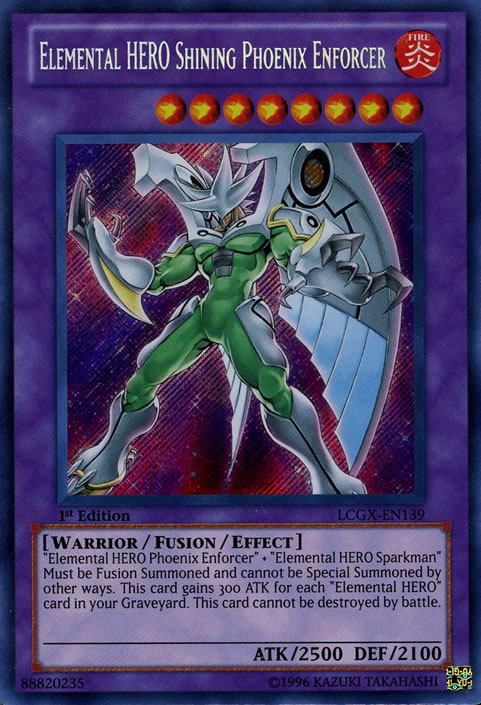 ELEMENTAL HERO SHINING PHOENIX ENFORCER
FIRE
炎
1st Edition
LCGX-EN139
[WARRIOR / FUSION / EFFECT]
"Elemental HERO Phoenix Enforcer" + "Elemental HERO Sparkman"
Must be Fusion Summoned and cannot be Special Summoned by
other ways. This card gains 300 ATK for each "Elemental HERO"
card in your Graveyard. This card cannot be destroyed by battle.
ATK/2500 DEF/2100
88820235
©1996 KAZUKI TAKAHASHI